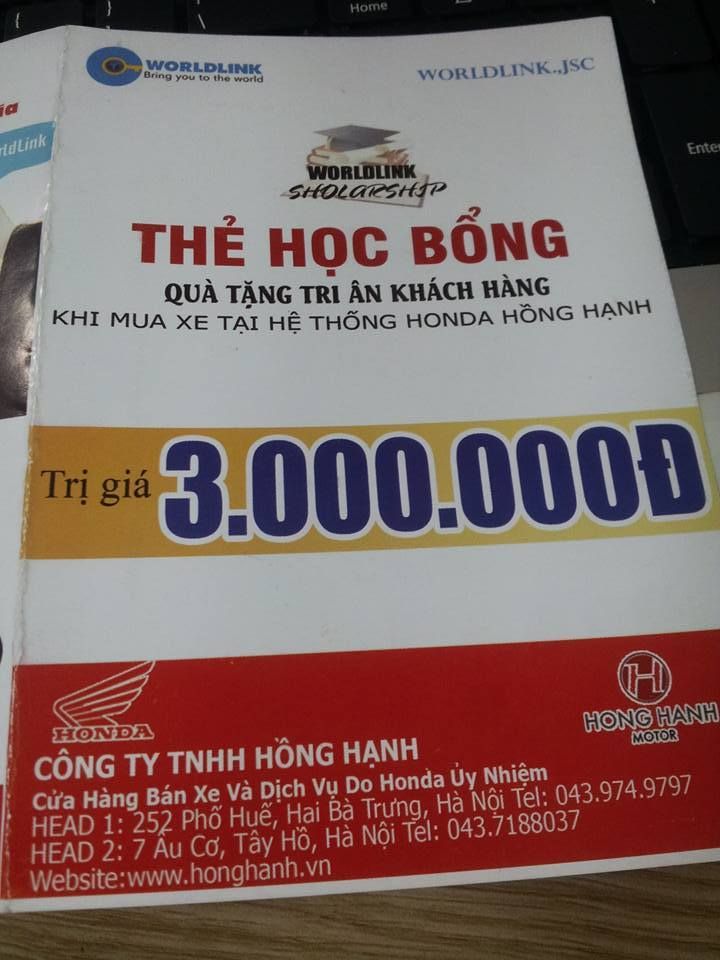 Home
Enter
ía
rldLink
WORLDLINK
Bring you to the world
WORLDLINK.,JSC
WORLDLINK
SHOLARSHIP
THẺ HỌC BỔNG
QUÀ TẶNG TRI ÂN KHÁCH HÀNG
KHI MUA XE TẠI HỆ THỐNG HONDA HỒNG HẠNH
Trị giá 3.000.000Đ
HONDA
HONG HANH
MOTOR
CÔNG TY TNHH HỒNG HẠNH
Cửa Hàng Bán Xe Và Dịch Vụ Do Honda Ủy Nhiệm
HEAD 1: 252 Phố Huế, Hai Bà Trưng, Hà Nội Tel: 043.974.9797
HEAD 2: 7 Âu Cơ, Tây Hồ, Hà Nội Tel: 043.7188037
Website:www.honghanh.vn